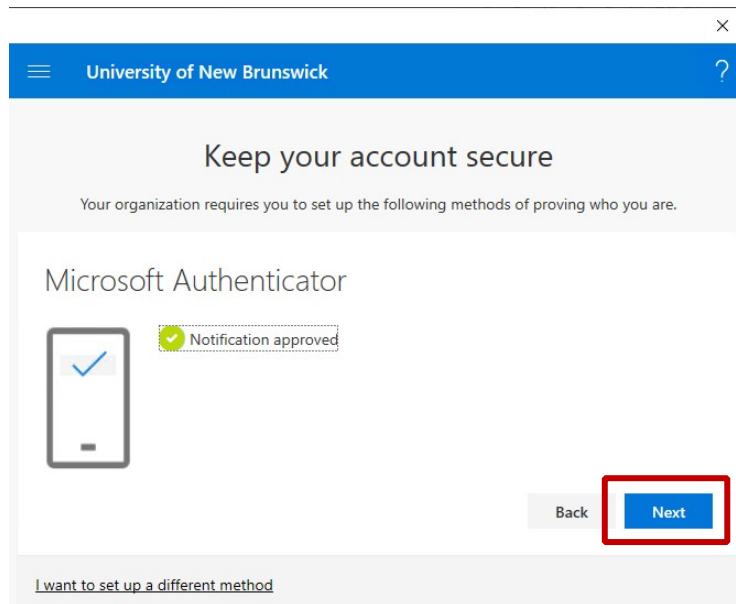 University of New Brunswick
?
Keep your account secure
Your organization requires you to set up the following methods of proving who you are.
Microsoft Authenticator
Notification approved
Back Next
I want to set up a different method